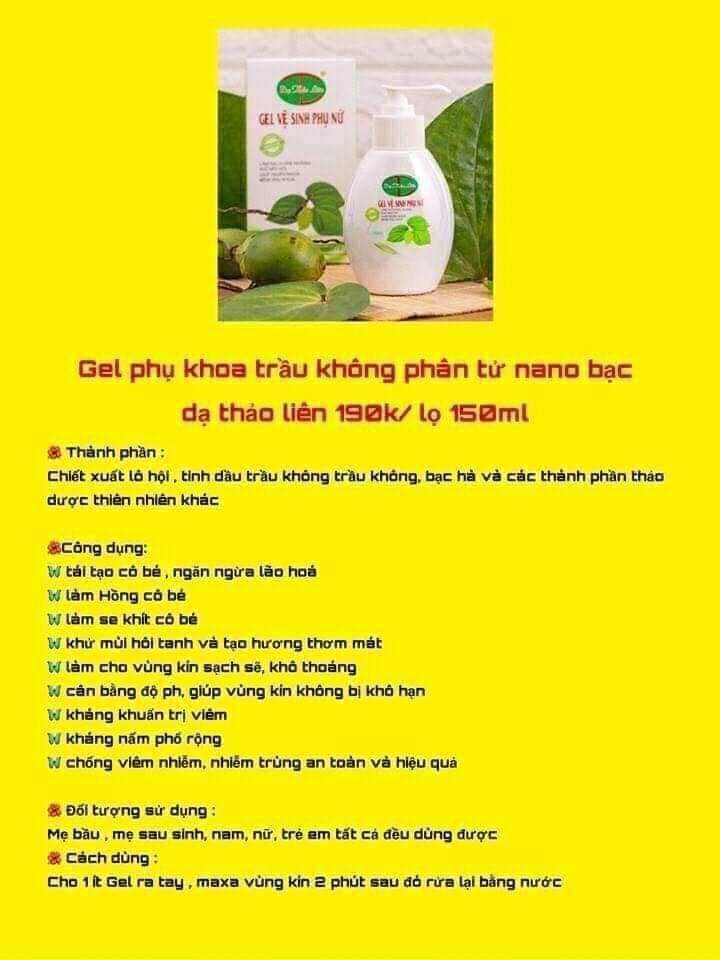 Dạ Thảo Liên
GEL VỆ SINH PHỤ NỮ
Dạ Thảo Liên
GEL VỆ SINH PHỤ NỮ
Gel phụ khoa trầu không phân tử nano bạc
dạ thảo liên 190k/ lọ 150ml
Thành phần :
Chiết xuất lô hội , tinh dầu trầu không trầu không, bạc hà và các thành phần thảo
dược thiên nhiên khác
Công dụng:
tái tạo cô bé , ngăn ngừa lão hoá
làm Hồng cô bé
làm se khít cô bé
khử mùi hôi tanh và tạo hương thơm mát
làm cho vùng kín sạch sẽ, khô thoáng
cân bằng độ ph, giúp vùng kín không bị khô hạn
kháng khuẩn trị viêm
kháng nấm phổ rộng
chống viêm nhiễm, nhiễm trùng an toàn và hiệu quả
Đối tượng sử dụng :
Mẹ bầu , mẹ sau sinh, nam, nữ, trẻ em tất cả đều dùng được
Cách dùng :
Cho 1 ít Gel ra tay , maxa vùng kín 2 phút sau đó rửa lại bằng nước